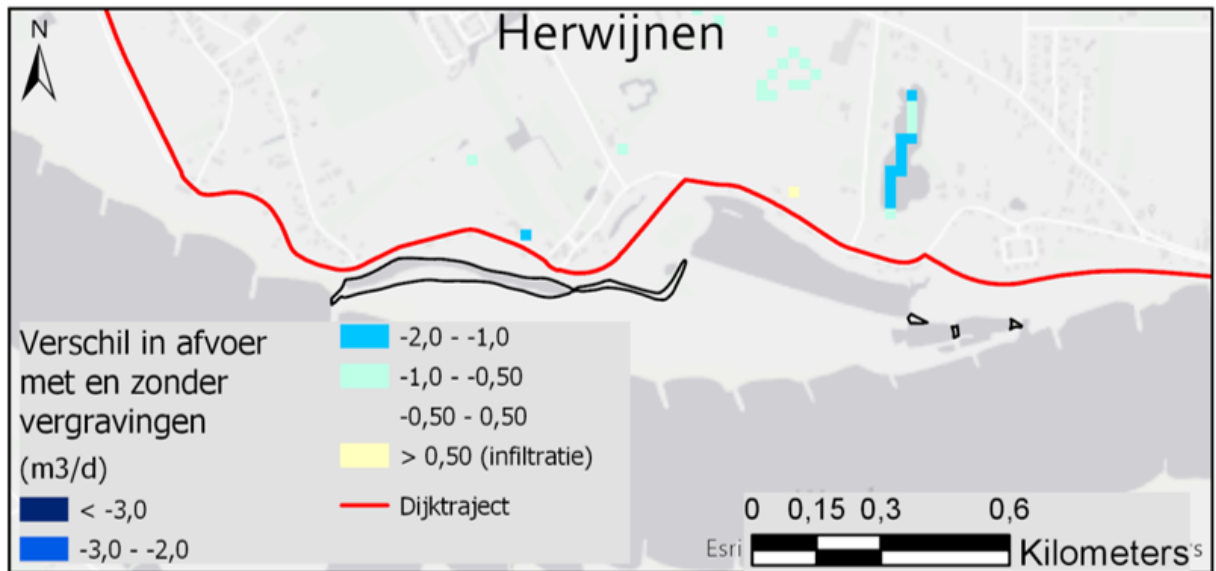 N
Herwijnen
Verschil in afvoer
met en zonder
vergravingen
(m3/d)
< -3,0
-3,0 - -2,0
-2,0 - -1,0
-1,0 - -0,50
-0,50 - 0,50
> 0,50 (infiltratie)
Dijktraject
0 0,15 0,3 0,6
Esri
Kilometers